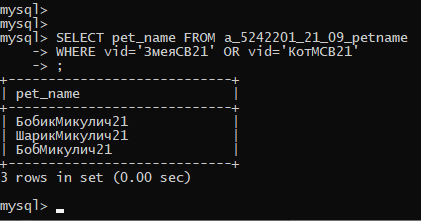 mysql>
mysql>
mysql> SELECT pet_name FROM a_5242201_21_09_petname
    -> WHERE vid='ЗмеяСВ21' OR vid='КотМСВ21'
    -> ;
+----------------------------+
| pet_name                   |
+----------------------------+
| БобикМикулич21             |
| ШарикМикулич21             |
| БобМикулич21               |
+----------------------------+
3 rows in set (0.00 sec)
mysql> _